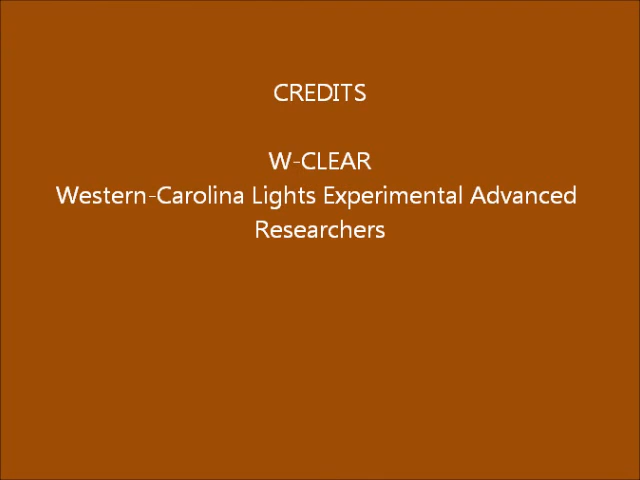 CREDITS
W-CLEAR
Western-Carolina Lights Experimental Advanced
Researchers